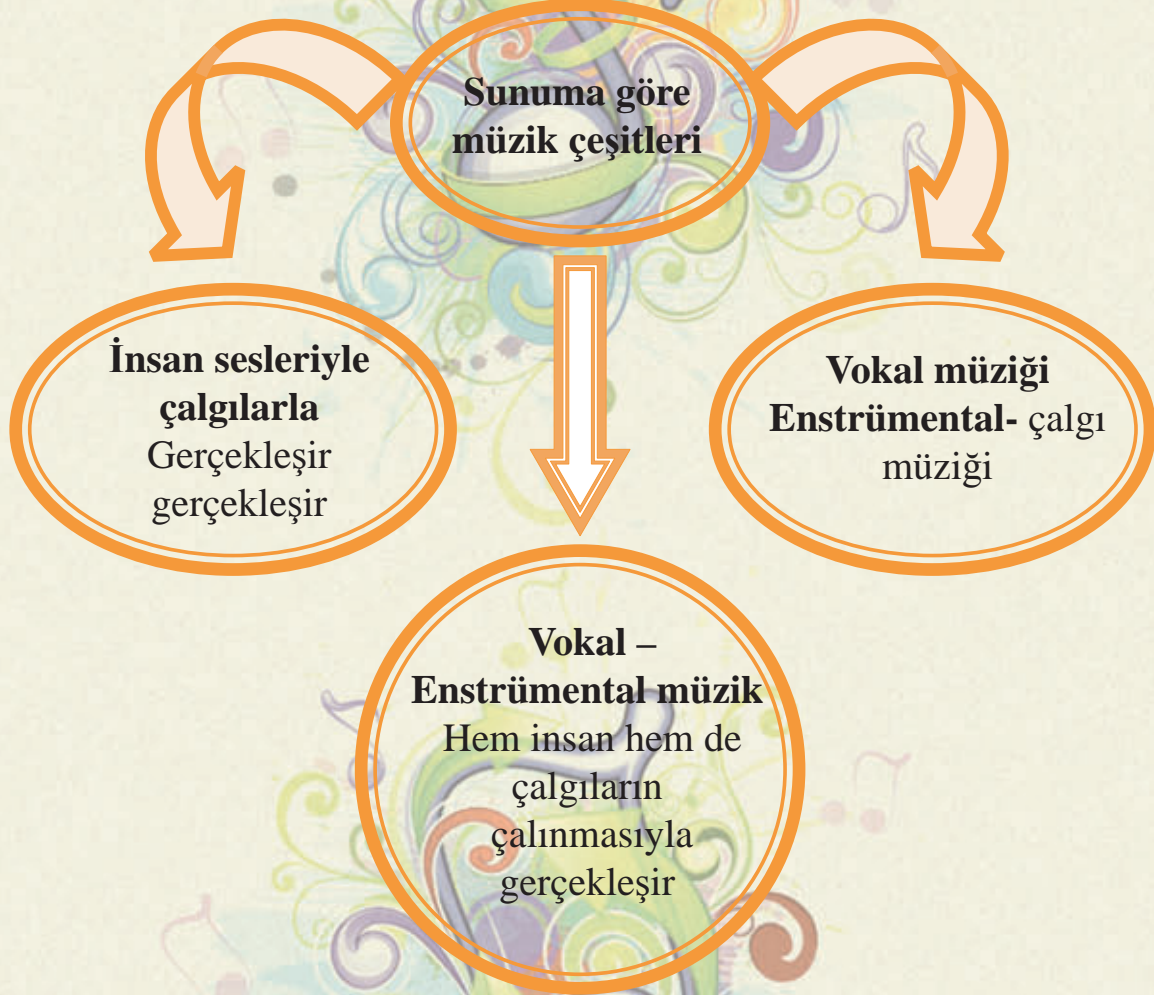 Sunuma göre
müzik çeşitleri
İnsan sesleriyle
çalgılarla
Gerçekleşir
gerçekleşir
Vokal müziği
Enstrümental- çalgı
müziği
Vokal –
Enstrümental müzik
Hem insan hem de
çalgıların
çalınmasıyla
gerçekleşir